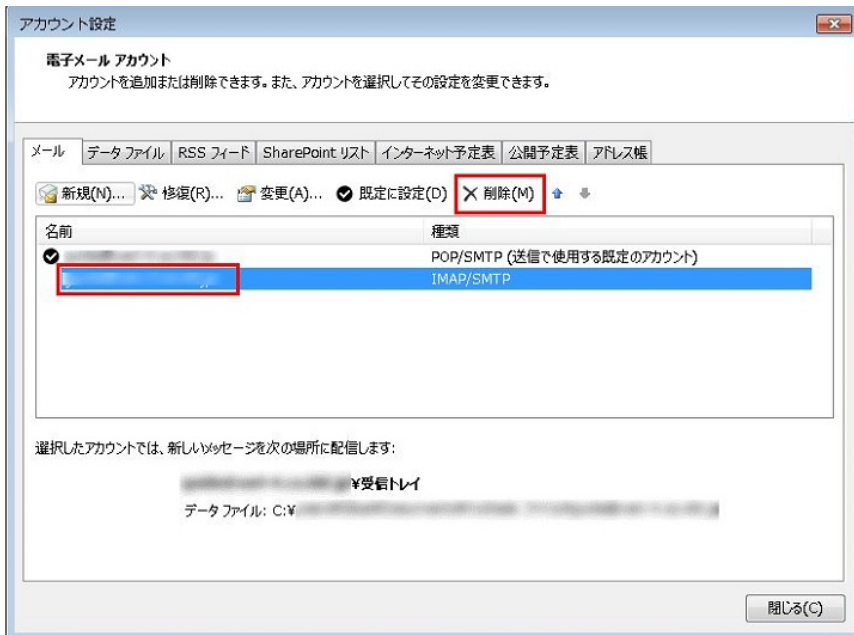 アカウント設定
電子メール アカウント
アカウントを追加または削除できます。また、アカウントを選択してその設定を変更できます。
メール データ ファイル RSS フィード SharePoint リスト インターネット予定表 公開予定表 アドレス帳
新規(N)... 修復(R)... 変更(A)... 既定に設定(D) 削除(M)
名前 種類
POP/SMTP (送信で使用する既定のアカウント)
IMAP/SMTP
選択したアカウントでは、新しいメッセージを次の場所に配信します:
¥受信トレイ
データ ファイル: C:¥
閉じる(C)